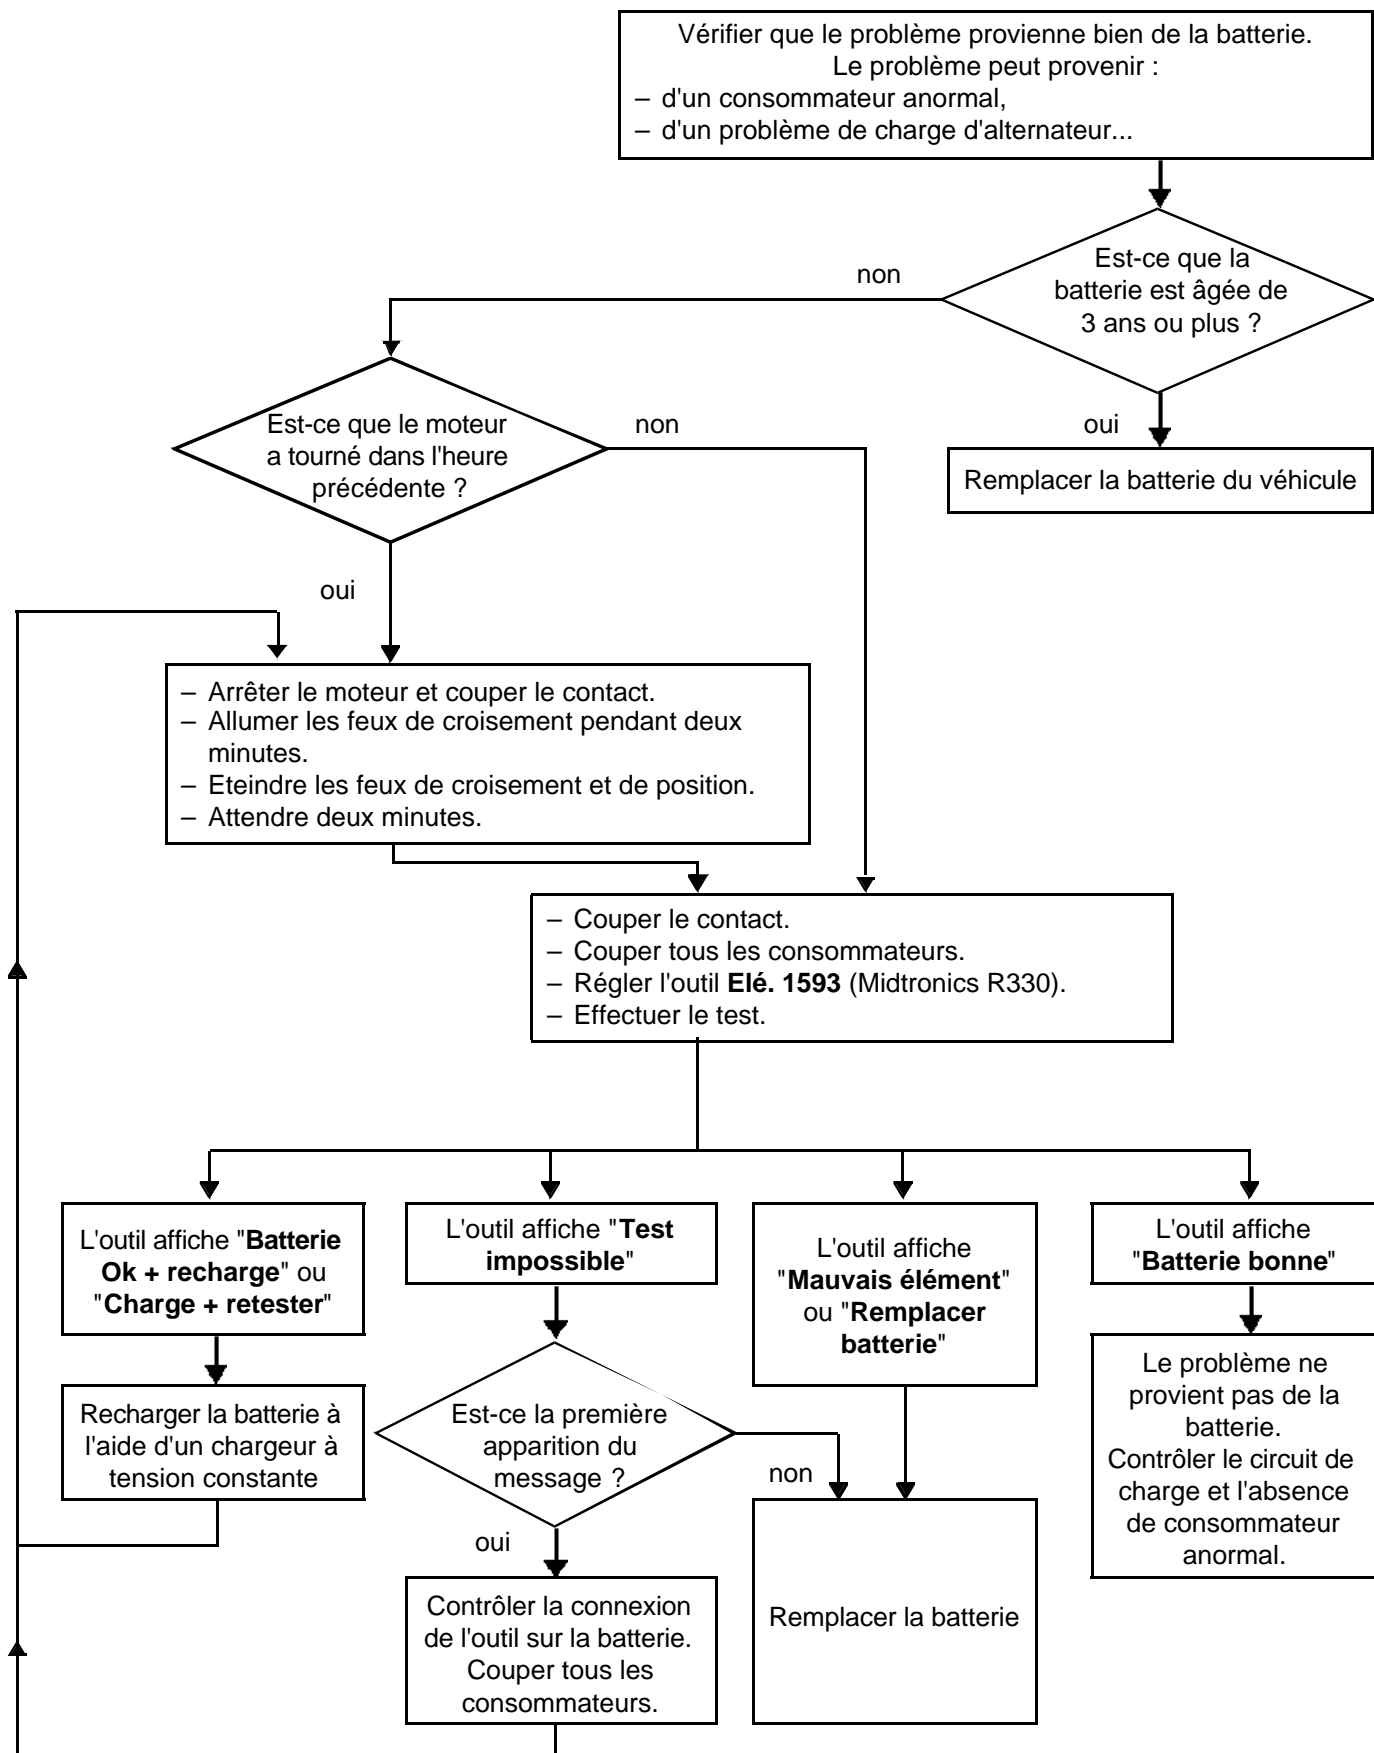 Vérifier que le problème provienne bien de la batterie.
Le problème peut provenir :
– d'un consommateur anormal,
– d'un problème de charge d'alternateur...
Est-ce que la
batterie est âgée de
3 ans ou plus ?
non
oui
Remplacer la batterie du véhicule
Est-ce que le moteur
a tourné dans l'heure
précédente ?
non
oui
– Arrêter le moteur et couper le contact.
– Allumer les feux de croisement pendant deux
minutes.
– Eteindre les feux de croisement et de position.
– Attendre deux minutes.
– Couper le contact.
– Couper tous les consommateurs.
– Régler l'outil Elé. 1593 (Midtronics R330).
– Effectuer le test.
L'outil affiche "Batterie
Ok + recharge" ou
"Charge + retester"
Recharger la batterie à
l'aide d'un chargeur à
tension constante
L'outil affiche "Test
impossible"
Est-ce la première
apparition du
message ?
non
oui
Contrôler la connexion
de l'outil sur la batterie.
Couper tous les
consommateurs.
L'outil affiche
"Mauvais élément"
ou "Remplacer
batterie"
Remplacer la batterie
L'outil affiche
"Batterie bonne"
Le problème ne
provient pas de la
batterie.
Contrôler le circuit de
charge et l'absence
de consommateur
anormal.